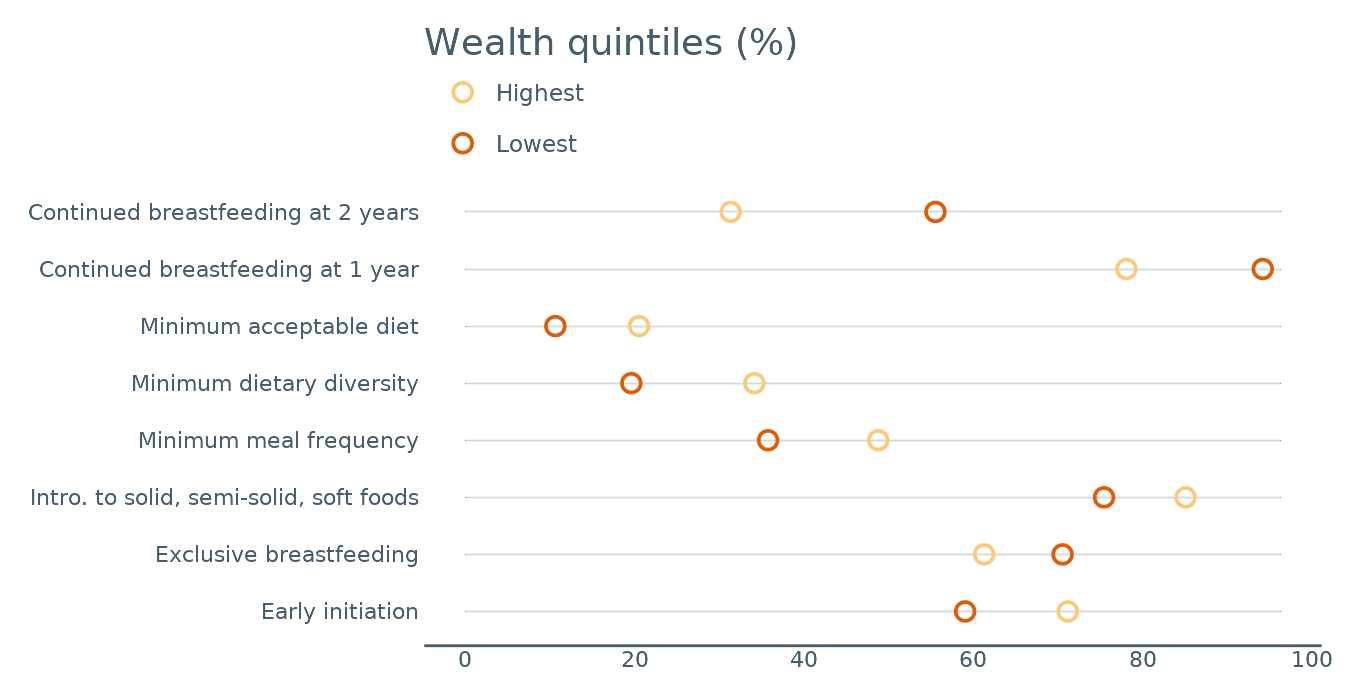 Wealth quintiles (%)
Highest
Lowest
Continued breastfeeding at 2 years
Continued breastfeeding at 1 year
Minimum acceptable diet
Minimum dietary diversity
Minimum meal frequency
Intro. to solid, semi-solid, soft foods
Exclusive breastfeeding
Early initiation
0 20 40 60 80 100